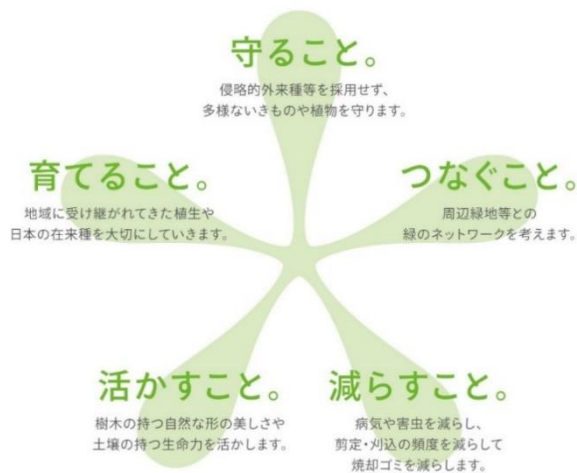 守ること。
侵略的外来種等を採用せず、
多様ないきものや植物を守ります。
育てること。
地域に受け継がれてきた植生や
日本の在来種を大切にしていきます。
つなぐこと。
周辺緑地等との
緑のネットワークを考えます。
活かすこと。
樹木の持つ自然な形の美しさや
土壌の持つ生命力を活かします。
減らすこと。
病気や害虫を減らし、
剪定・刈込の頻度を減らして
焼却ゴミを減らします。